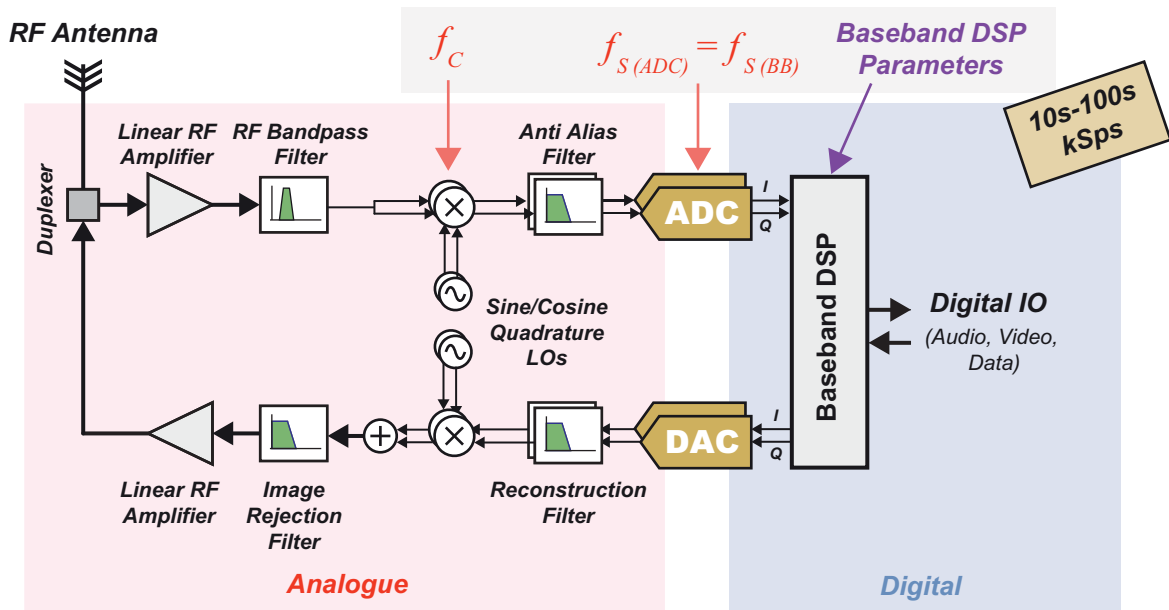 RF Antenna
f_C
f_S (ADC) = f_S (BB)
Baseband DSP
Parameters
10s-100s
kSps
Linear RF
Amplifier
RF Bandpass
Filter
Anti Alias
Filter
Duplexer
ADC
I
Q
Sine/Cosine
Quadrature
LOs
Baseband DSP
Digital IO
(Audio, Video,
Data)
DAC
I
Q
Linear RF
Amplifier
Image
Rejection
Filter
Reconstruction
Filter
Analogue
Digital